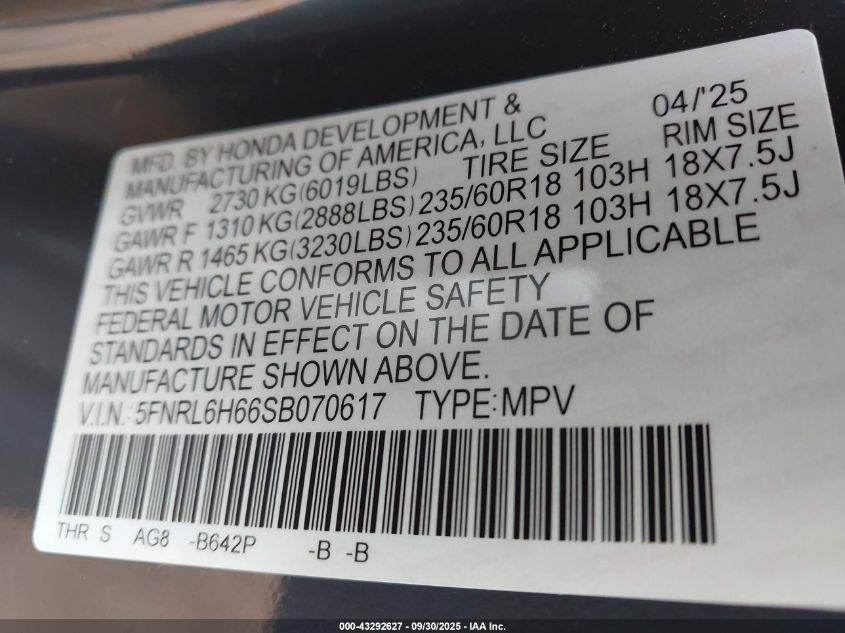 MFD. BY HONDA DEVELOPMENT & 04/'25
MANUFACTURING OF AMERICA, LLC RIM SIZE
GVWR 2730 KG(6019LBS) TIRE SIZE
GAWR F 1310 KG(2888LBS) 235/60R18 103H 18X7.5J
GAWR R 1465 KG(3230LBS) 235/60R18 103H 18X7.5J
THIS VEHICLE CONFORMS TO ALL APPLICABLE
FEDERAL MOTOR VEHICLE SAFETY
STANDARDS IN EFFECT ON THE DATE OF
MANUFACTURE SHOWN ABOVE.
V.I.N.: 5FNRL6H66SB070617 TYPE:MPV
THR S AG8 -B642P -B -B
000-43292627 - 09/30/2025 - IAA Inc.